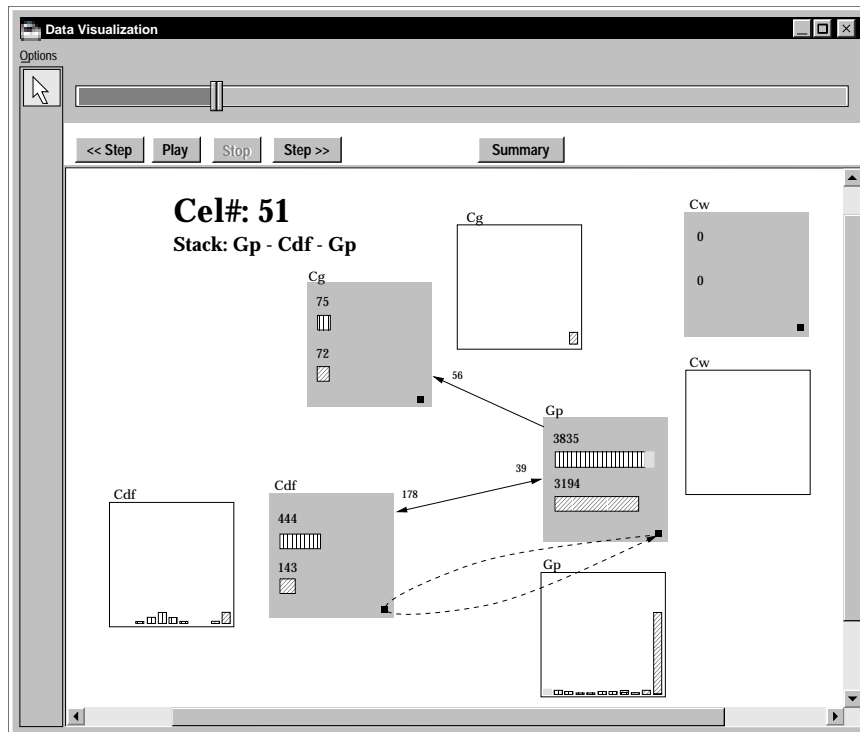 Data Visualization
Options
<< Step
Play
Stop
Step >>
Summary
Cel#: 51
Stack: Gp - Cdf - Gp
Cg
Cw
0
0
Cg
75
72
56
Cw
Gp
3835
39
3194
178
Cdf
Cdf
444
143
Gp